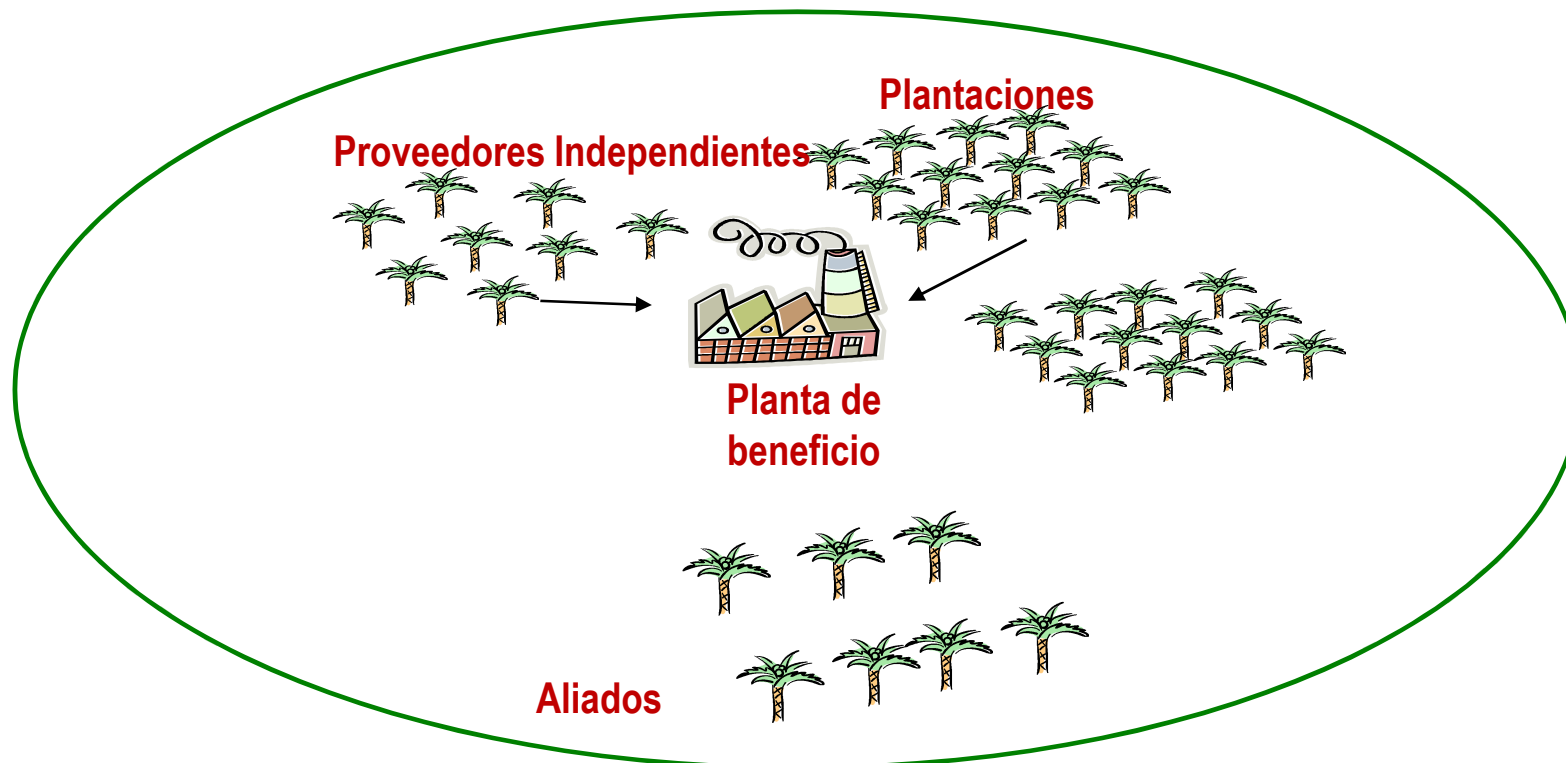 Plantaciones
Proveedores Independientes
Planta de
beneficio
Aliados